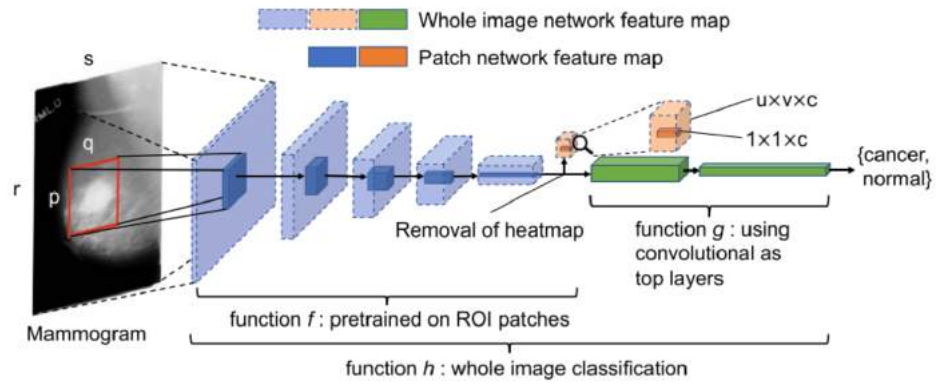 Whole image network feature map
Patch network feature map
s
MLO
q
r
p
u×v×c
1×1×c
{cancer,
normal}
Removal of heatmap
function g : using
convolutional as
top layers
function f : pretrained on ROI patches
Mammogram
function h : whole image classification